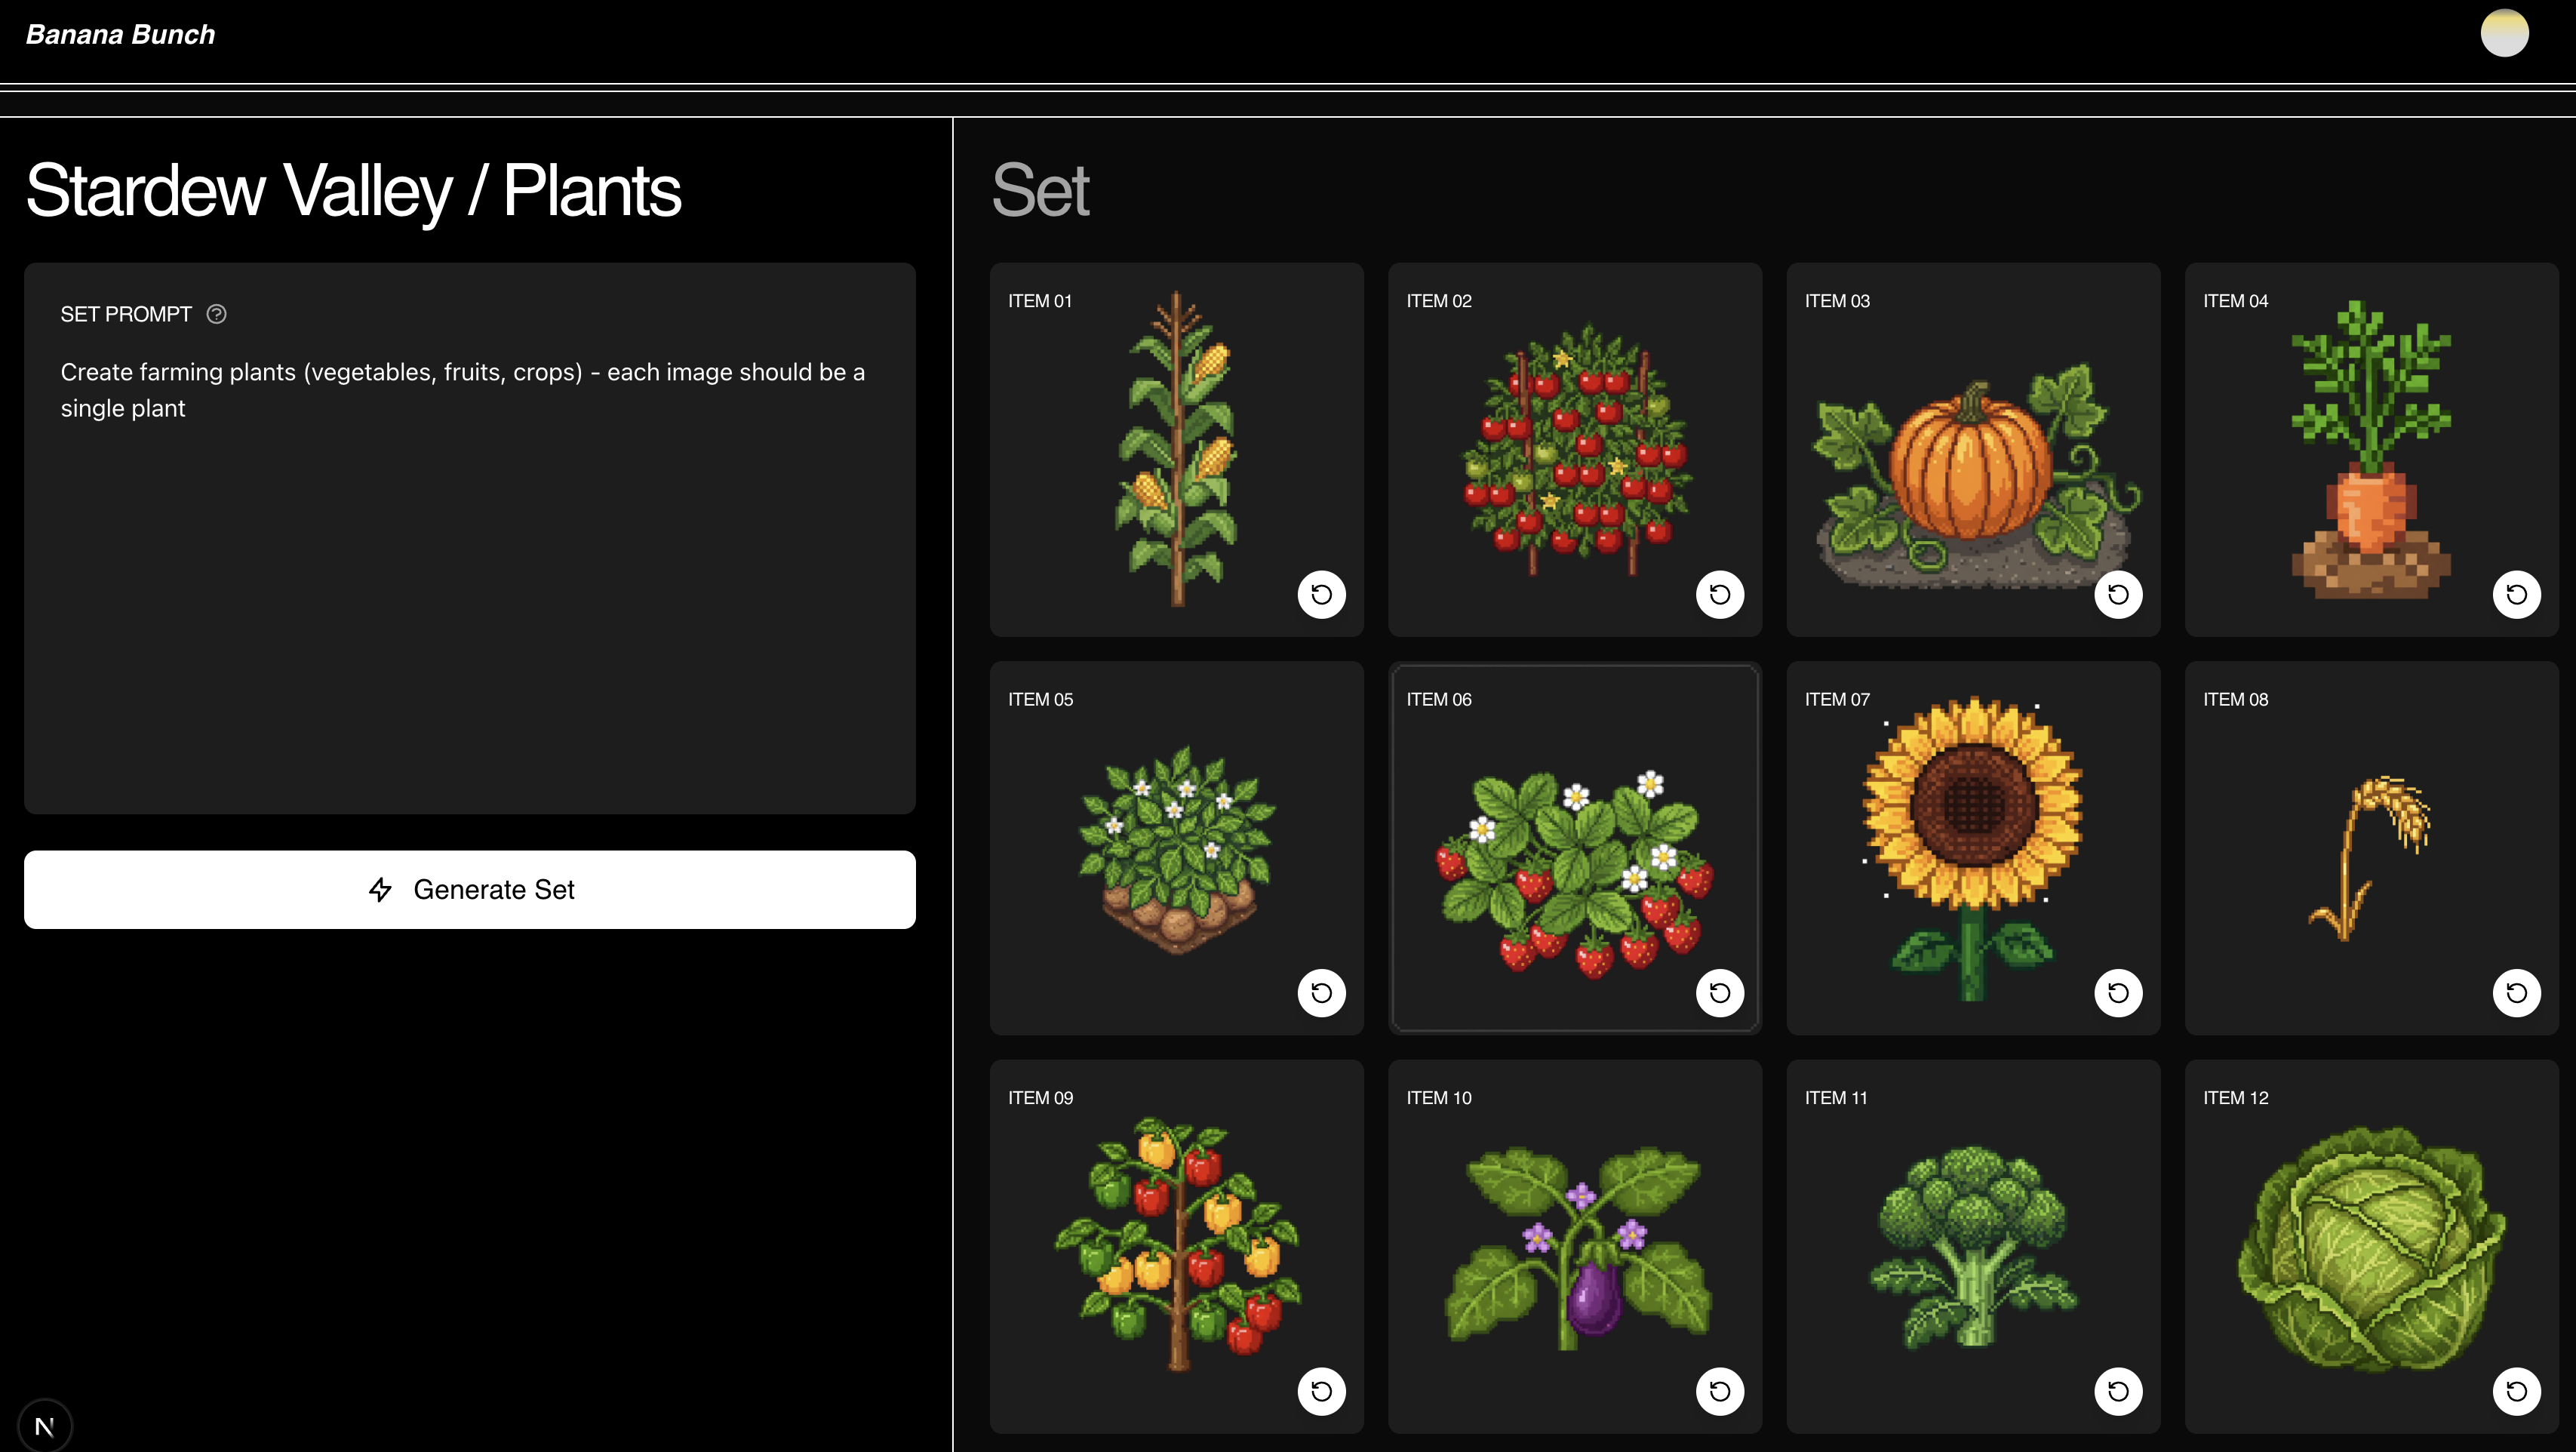 Banana Bunch
Stardew Valley / Plants
SET PROMPT
Create farming plants (vegetables, fruits, crops) - each image should be a
single plant
Generate Set
N
Set
ITEM 01
ITEM 02
ITEM 03
ITEM 04
ITEM 05
ITEM 06
ITEM 07
ITEM 08
ITEM 09
ITEM 10
ITEM 11
ITEM 12